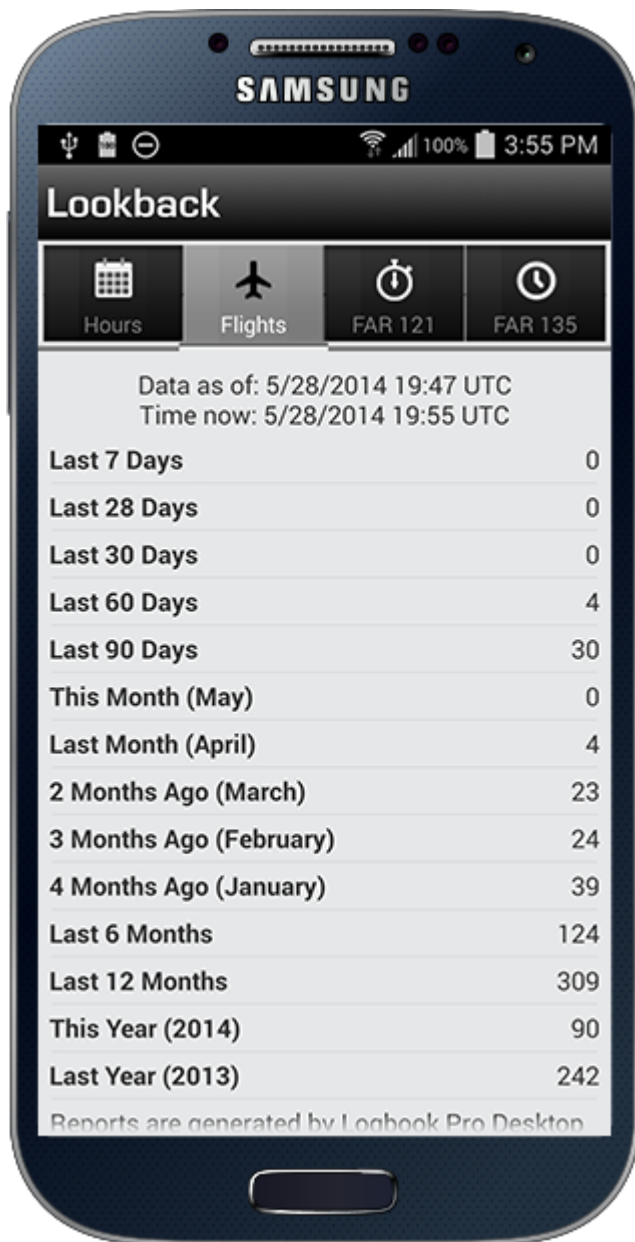 SAMSUNG
100% 3:55 PM
Lookback
Hours Flights FAR 121 FAR 135
Data as of: 5/28/2014 19:47 UTC
Time now: 5/28/2014 19:55 UTC
Last 7 Days 0
Last 28 Days 0
Last 30 Days 0
Last 60 Days 4
Last 90 Days 30
This Month (May) 0
Last Month (April) 4
2 Months Ago (March) 23
3 Months Ago (February) 24
4 Months Ago (January) 39
Last 6 Months 124
Last 12 Months 309
This Year (2014) 90
Last Year (2013) 242
Reports are generated by Logbook Pro Desktop